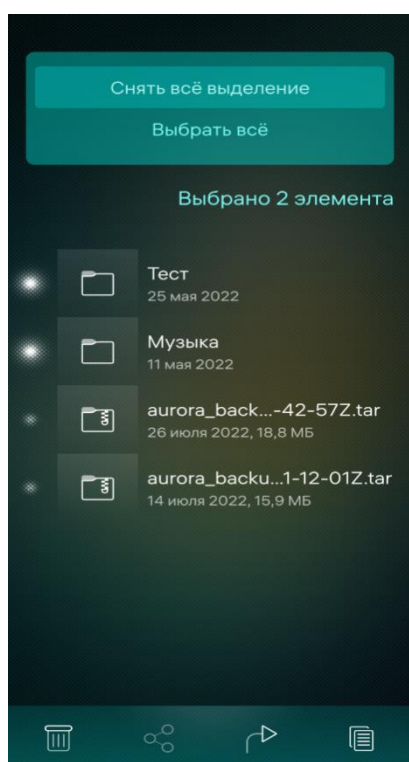 Снять всё выделение
Выбрать всё
Выбрано 2 элемента
Тест
25 мая 2022
Музыка
11 мая 2022
aurora_back...-42-57Z.tar
26 июля 2022, 18,8 МБ
aurora_backu...1-12-01Z.tar
14 июля 2022, 15,9 МБ